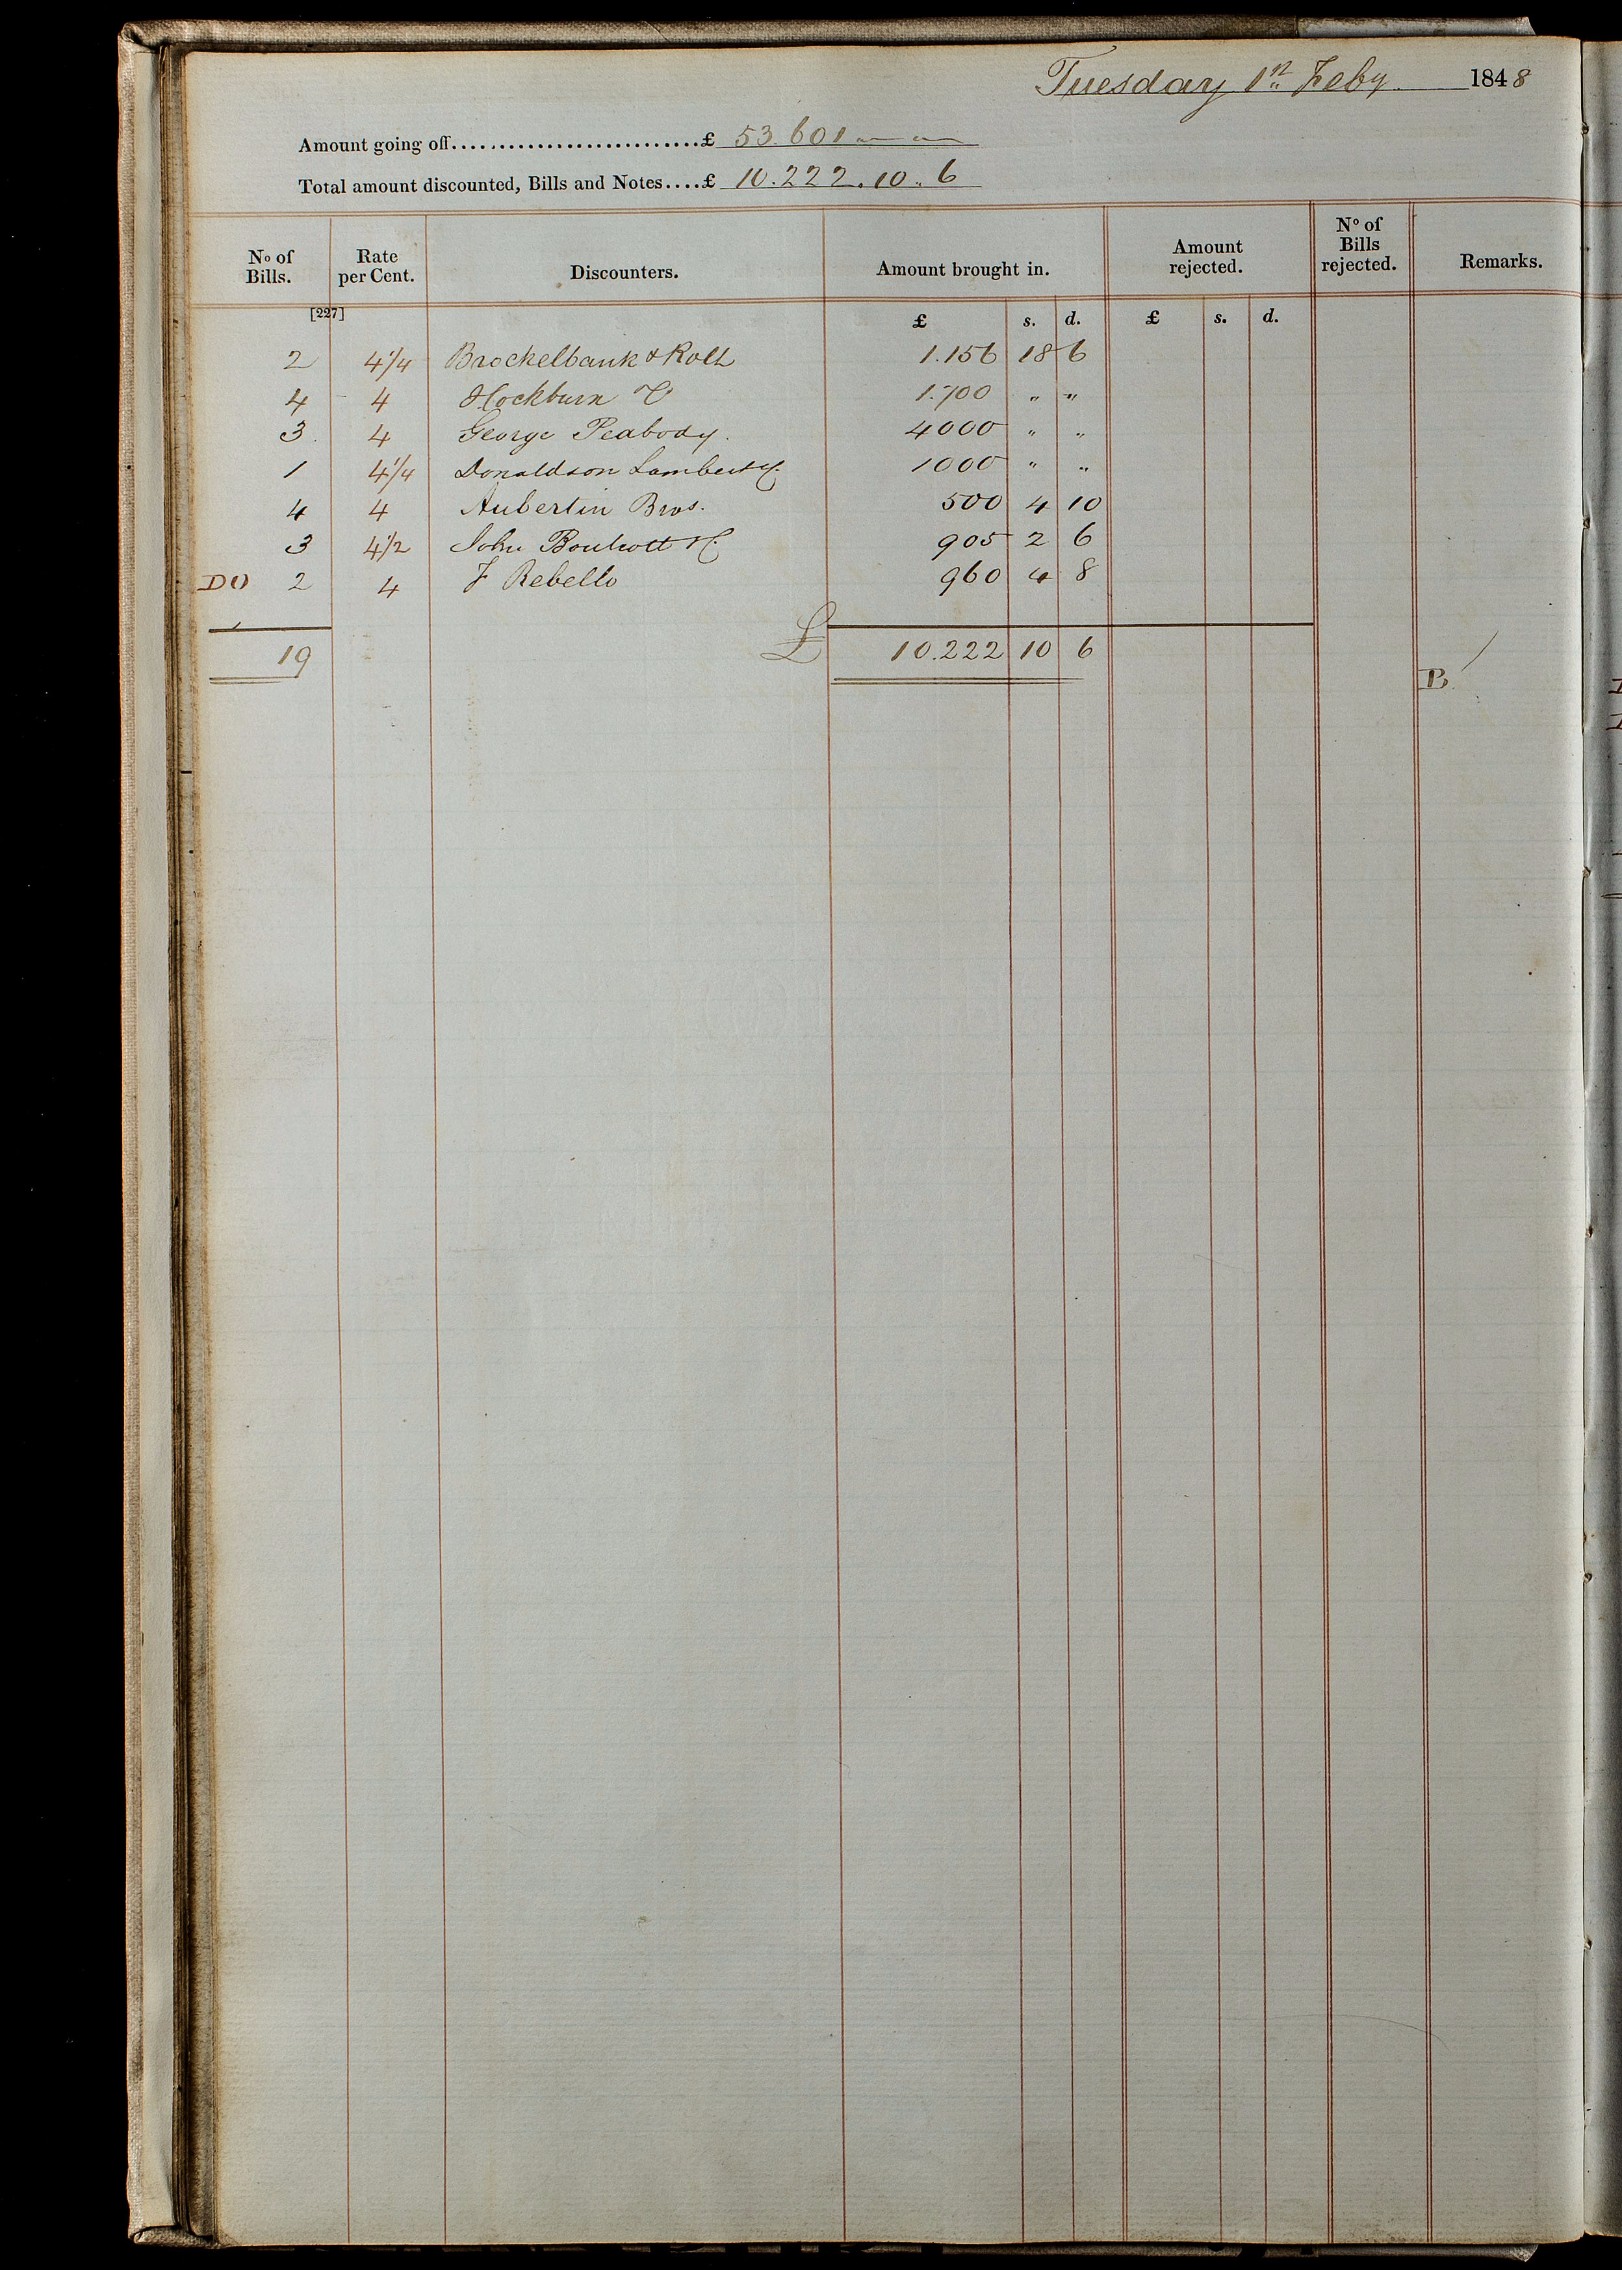 Tuesday 1st Feby. 1848
Amount going off...........................£ 53.601 " "
Total amount discounted, Bills and Notes....£ 10.222.10.6
No of Bills. Rate per Cent. Discounters. Amount brought in. Amount rejected. No of Bills rejected. Remarks.
[227] £ s. d. £ s. d.
2 4 1/4 Brockelbank & Rolls 1.156 18 6
4 4 Hockburn 1.700 " "
3. 4 George Peabody. 4000 " "
1 4 1/4 Donaldson Lambert & C. 1000 " "
4 4 Aubertin Bros. 500 4 10
3 4 1/2 John Boulcott & C. 905 2 6
DO 2 4 F Rebello 960 4 8
19 £ 10.222 10 6
B.